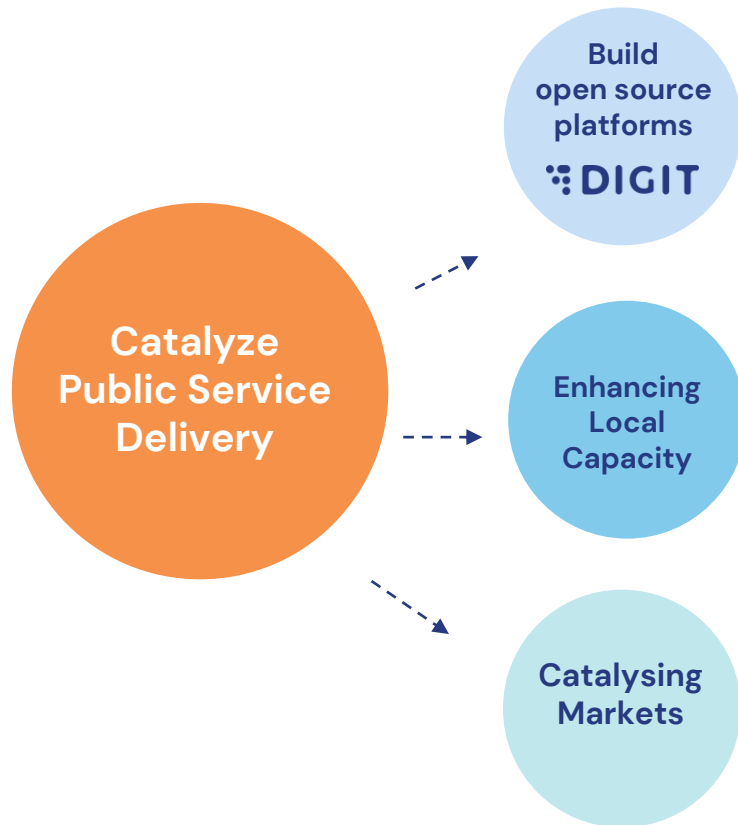 Build
open source
platforms
DIGIT
Catalyze
Public Service
Delivery
Enhancing
Local
Capacity
Catalysing
Markets